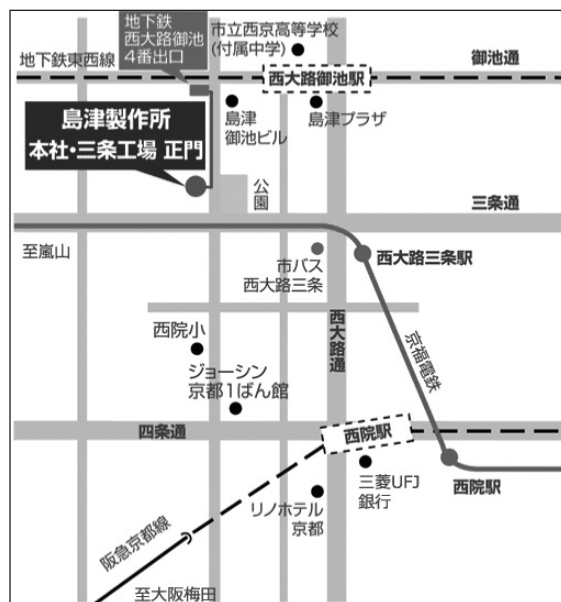 地下鉄
西大路御池
4番出口
市立西京高等学校
(付属中学)
地下鉄東西線
御池通
西大路御池駅
島津製作所
本社・三条工場 正門
島津
御池ビル
島津プラザ
公園
三条通
至嵐山
市バス
西大路三条
西大路三条駅
西大路通
西院小
京福電鉄
ジョーシン
京都1ばん館
四条通
西院駅
三菱UFJ
銀行
西院駅
リノホテル
京都
阪急京都線
至大阪梅田